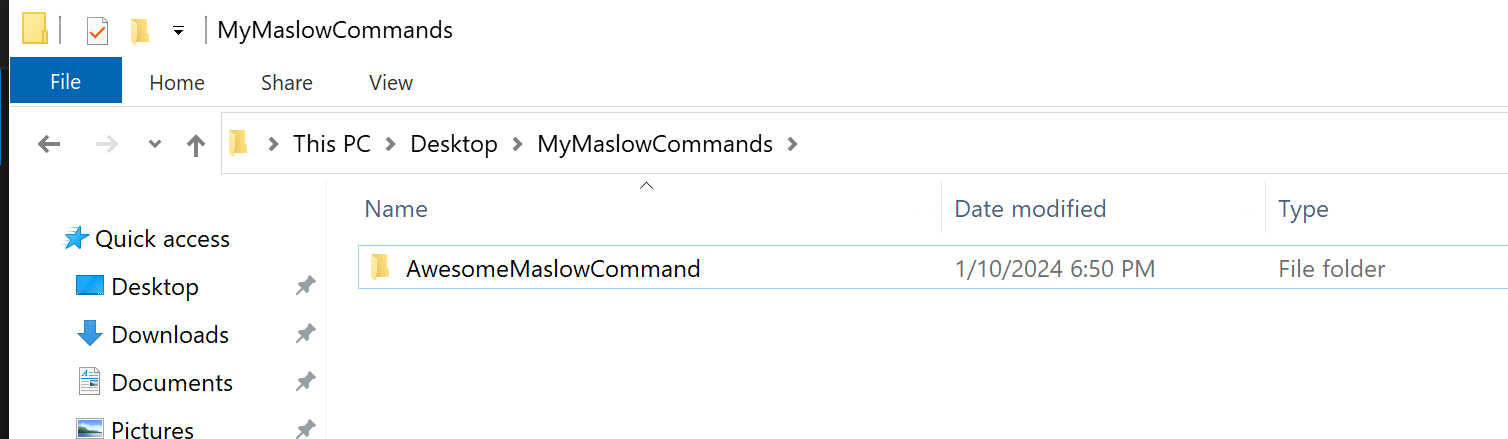 MyMaslowCommands
File Home Share View
This PC Desktop MyMaslowCommands
Name Date modified Type
Quick access
AwesomeMaslowCommand 1/10/2024 6:50 PM File folder
Desktop
Downloads
Documents
Pictures